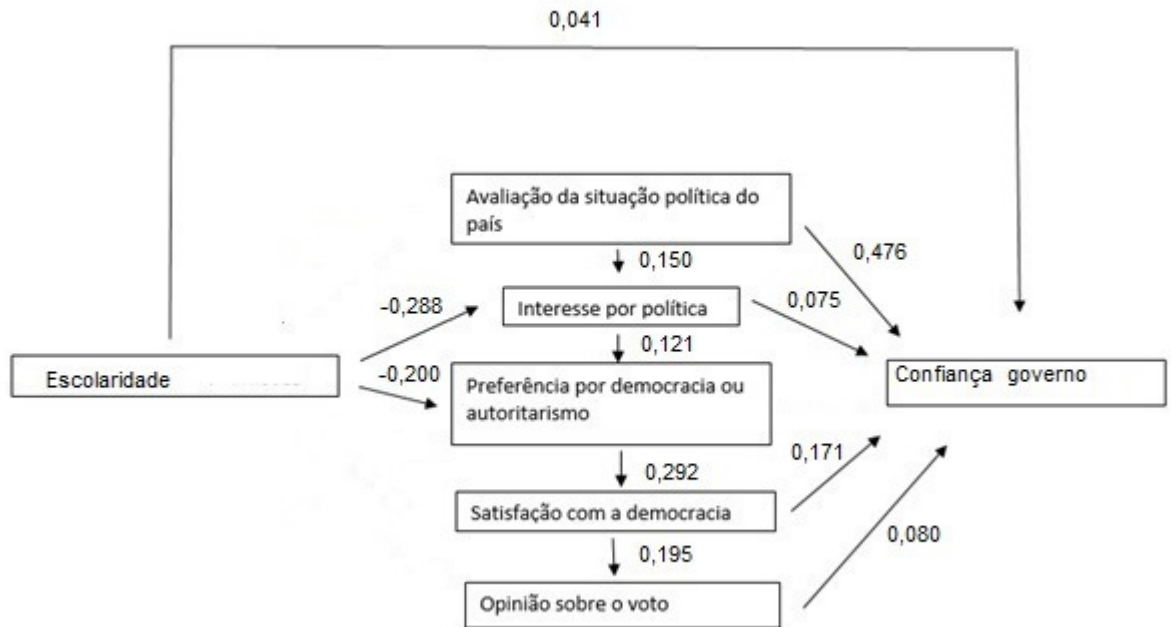 0,041
Avaliação da situação política do
país
0,476
0,150
-0,288
Interesse por política
0,075
0,121
Escolaridade
-0,200
Preferência por democracia ou
autoritarismo
Confiança governo
0,292
0,171
Satisfação com a democracia
0,195
0,080
Opinião sobre o voto